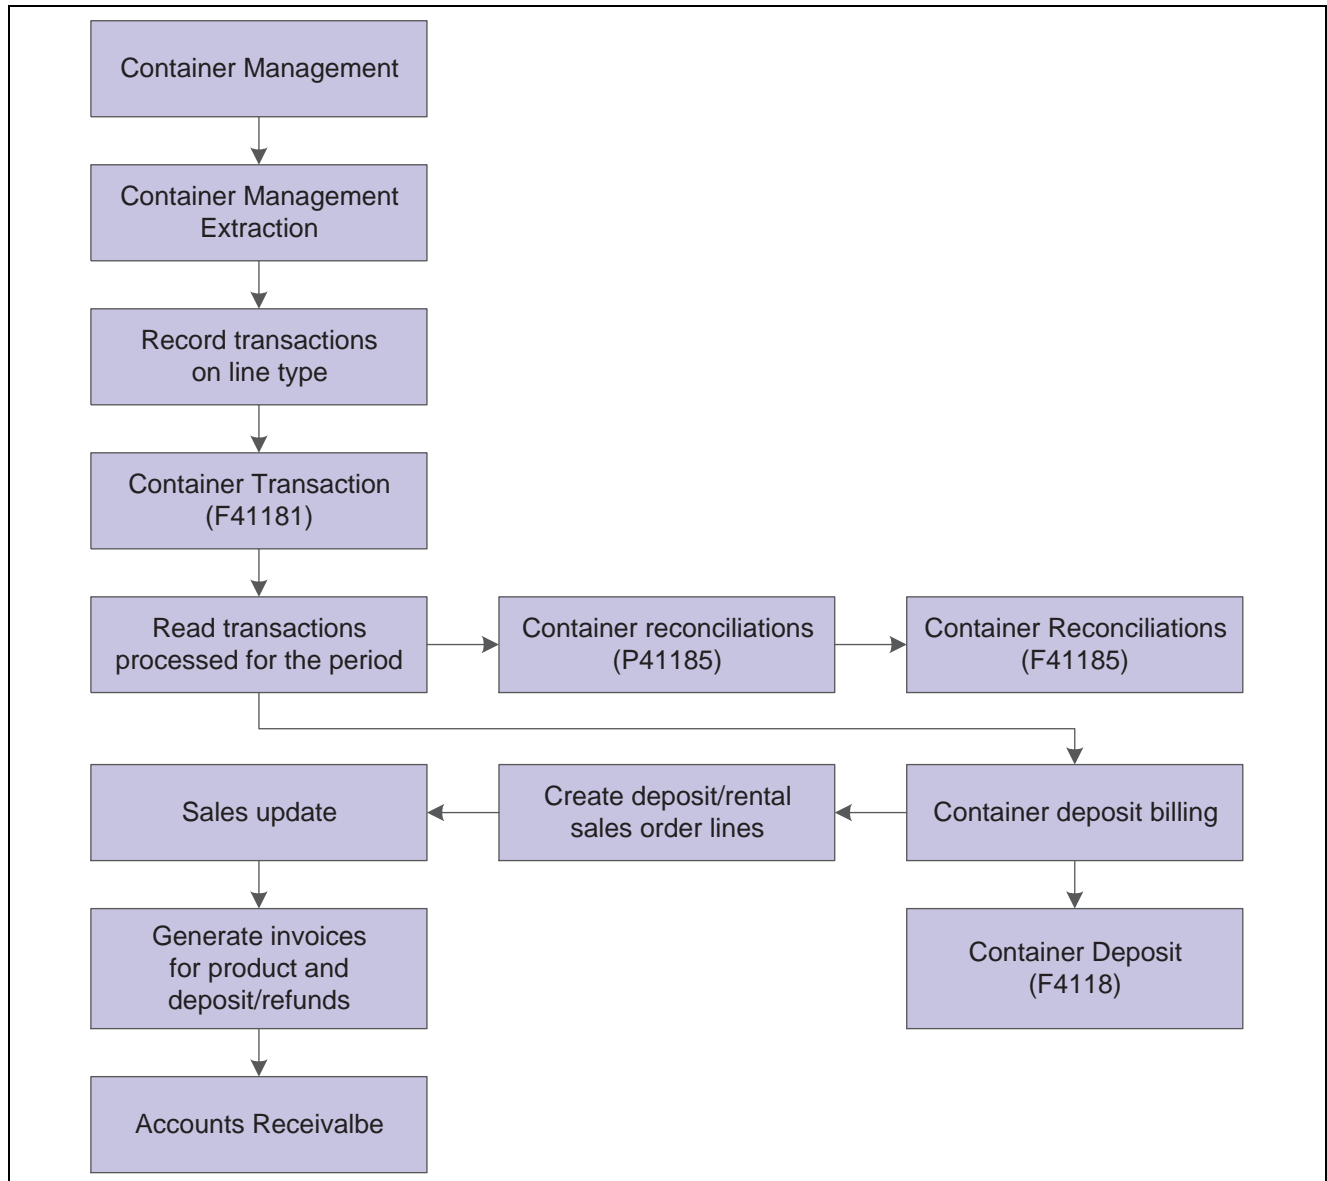 Container Management
Container Management
Extraction
Record transactions
on line type
Container Transaction
(F41181)
Read transactions
processed for the period
Container reconciliations
(P41185)
Container Reconciliations
(F41185)
Sales update
Create deposit/rental
sales order lines
Container deposit billing
Generate invoices
for product and
deposit/refunds
Container Deposit
(F4118)
Accounts Receivalbe